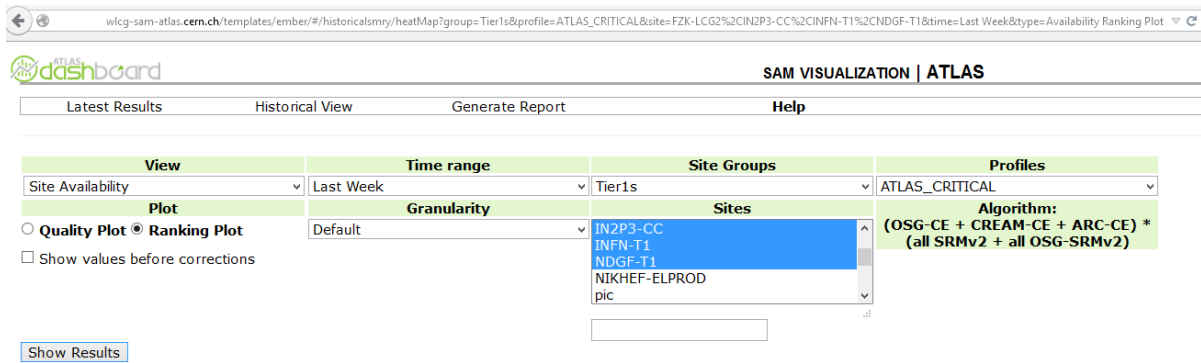 wlcg-sam-atlas.cern.ch/templates/ember/#/historicalsmry/heatMap?group=Tier1s&profile=ATLAS_CRITICAL&site=FZK-LCG2%2CIN2P3-CC%2CINFN-T1%2CNDGF-T1&time=Last Week&type=Availability Ranking Plot
ATLAS
dashboard
SAM VISUALIZATION | ATLAS
Latest Results Historical View Generate Report Help
View Time range Site Groups Profiles
Site Availability Last Week Tier1s ATLAS_CRITICAL
Plot Granularity Sites Algorithm:
Quality Plot Ranking Plot Default IN2P3-CC (OSG-CE + CREAM-CE + ARC-CE) *
INFN-T1 (all SRMv2 + all OSG-SRMv2)
Show values before corrections NDGF-T1
NIKHEF-ELPROD
pic
Show Results